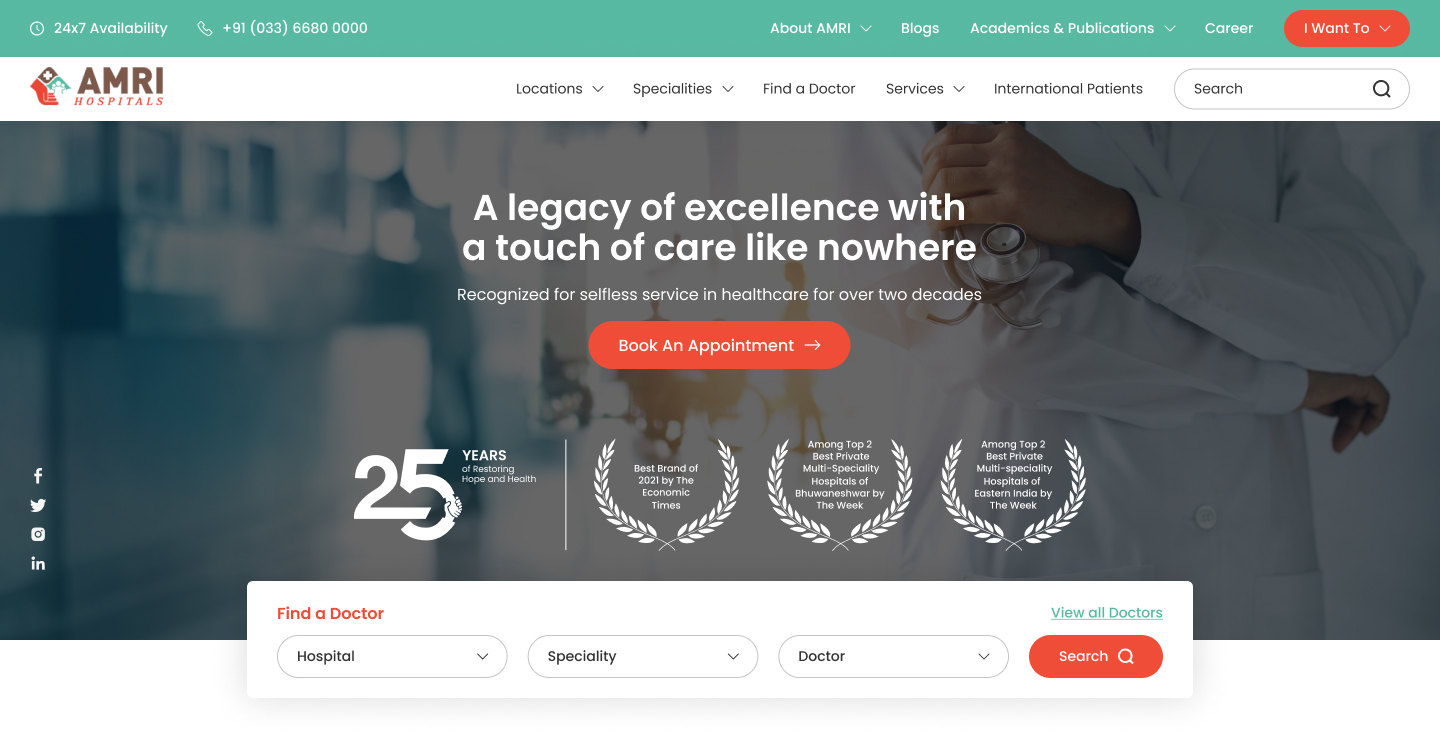 24x7 Availability
+91 (033) 6680 0000
About AMRI
Blogs
Academics & Publications
Career
I Want To
AMRI
HOSPITALS
Locations
Specialities
Find a Doctor
Services
International Patients
Search
A legacy of excellence with
a touch of care like nowhere
Recognized for selfless service in healthcare for over two decades
Book An Appointment
25
YEARS
of Restoring
Hope and Health
Best Brand of
2021 by The
Economic
Times
Among Top 2
Best Private
Multi-Speciality
Hospitals of
Bhuwaneshwar by
The Week
Among Top 2
Best Private
Multi-speciality
Hospitals of
Eastern India by
The Week
Find a Doctor
View all Doctors
Hospital
Speciality
Doctor
Search